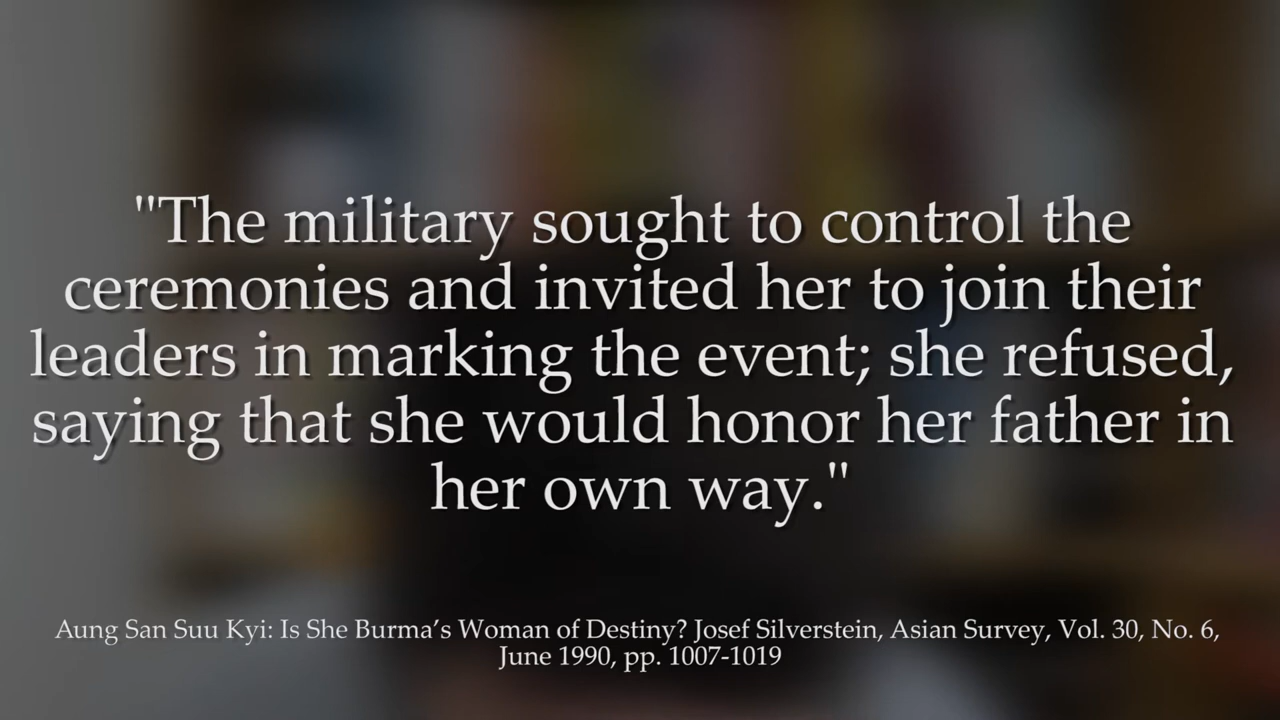 "The military sought to control the
ceremonies and invited her to join their
leaders in marking the event; she refused,
saying that she would honor her father in
her own way."
Aung San Suu Kyi: Is She Burma’s Woman of Destiny? Josef Silverstein, Asian Survey, Vol. 30, No. 6,
June 1990, pp. 1007-1019